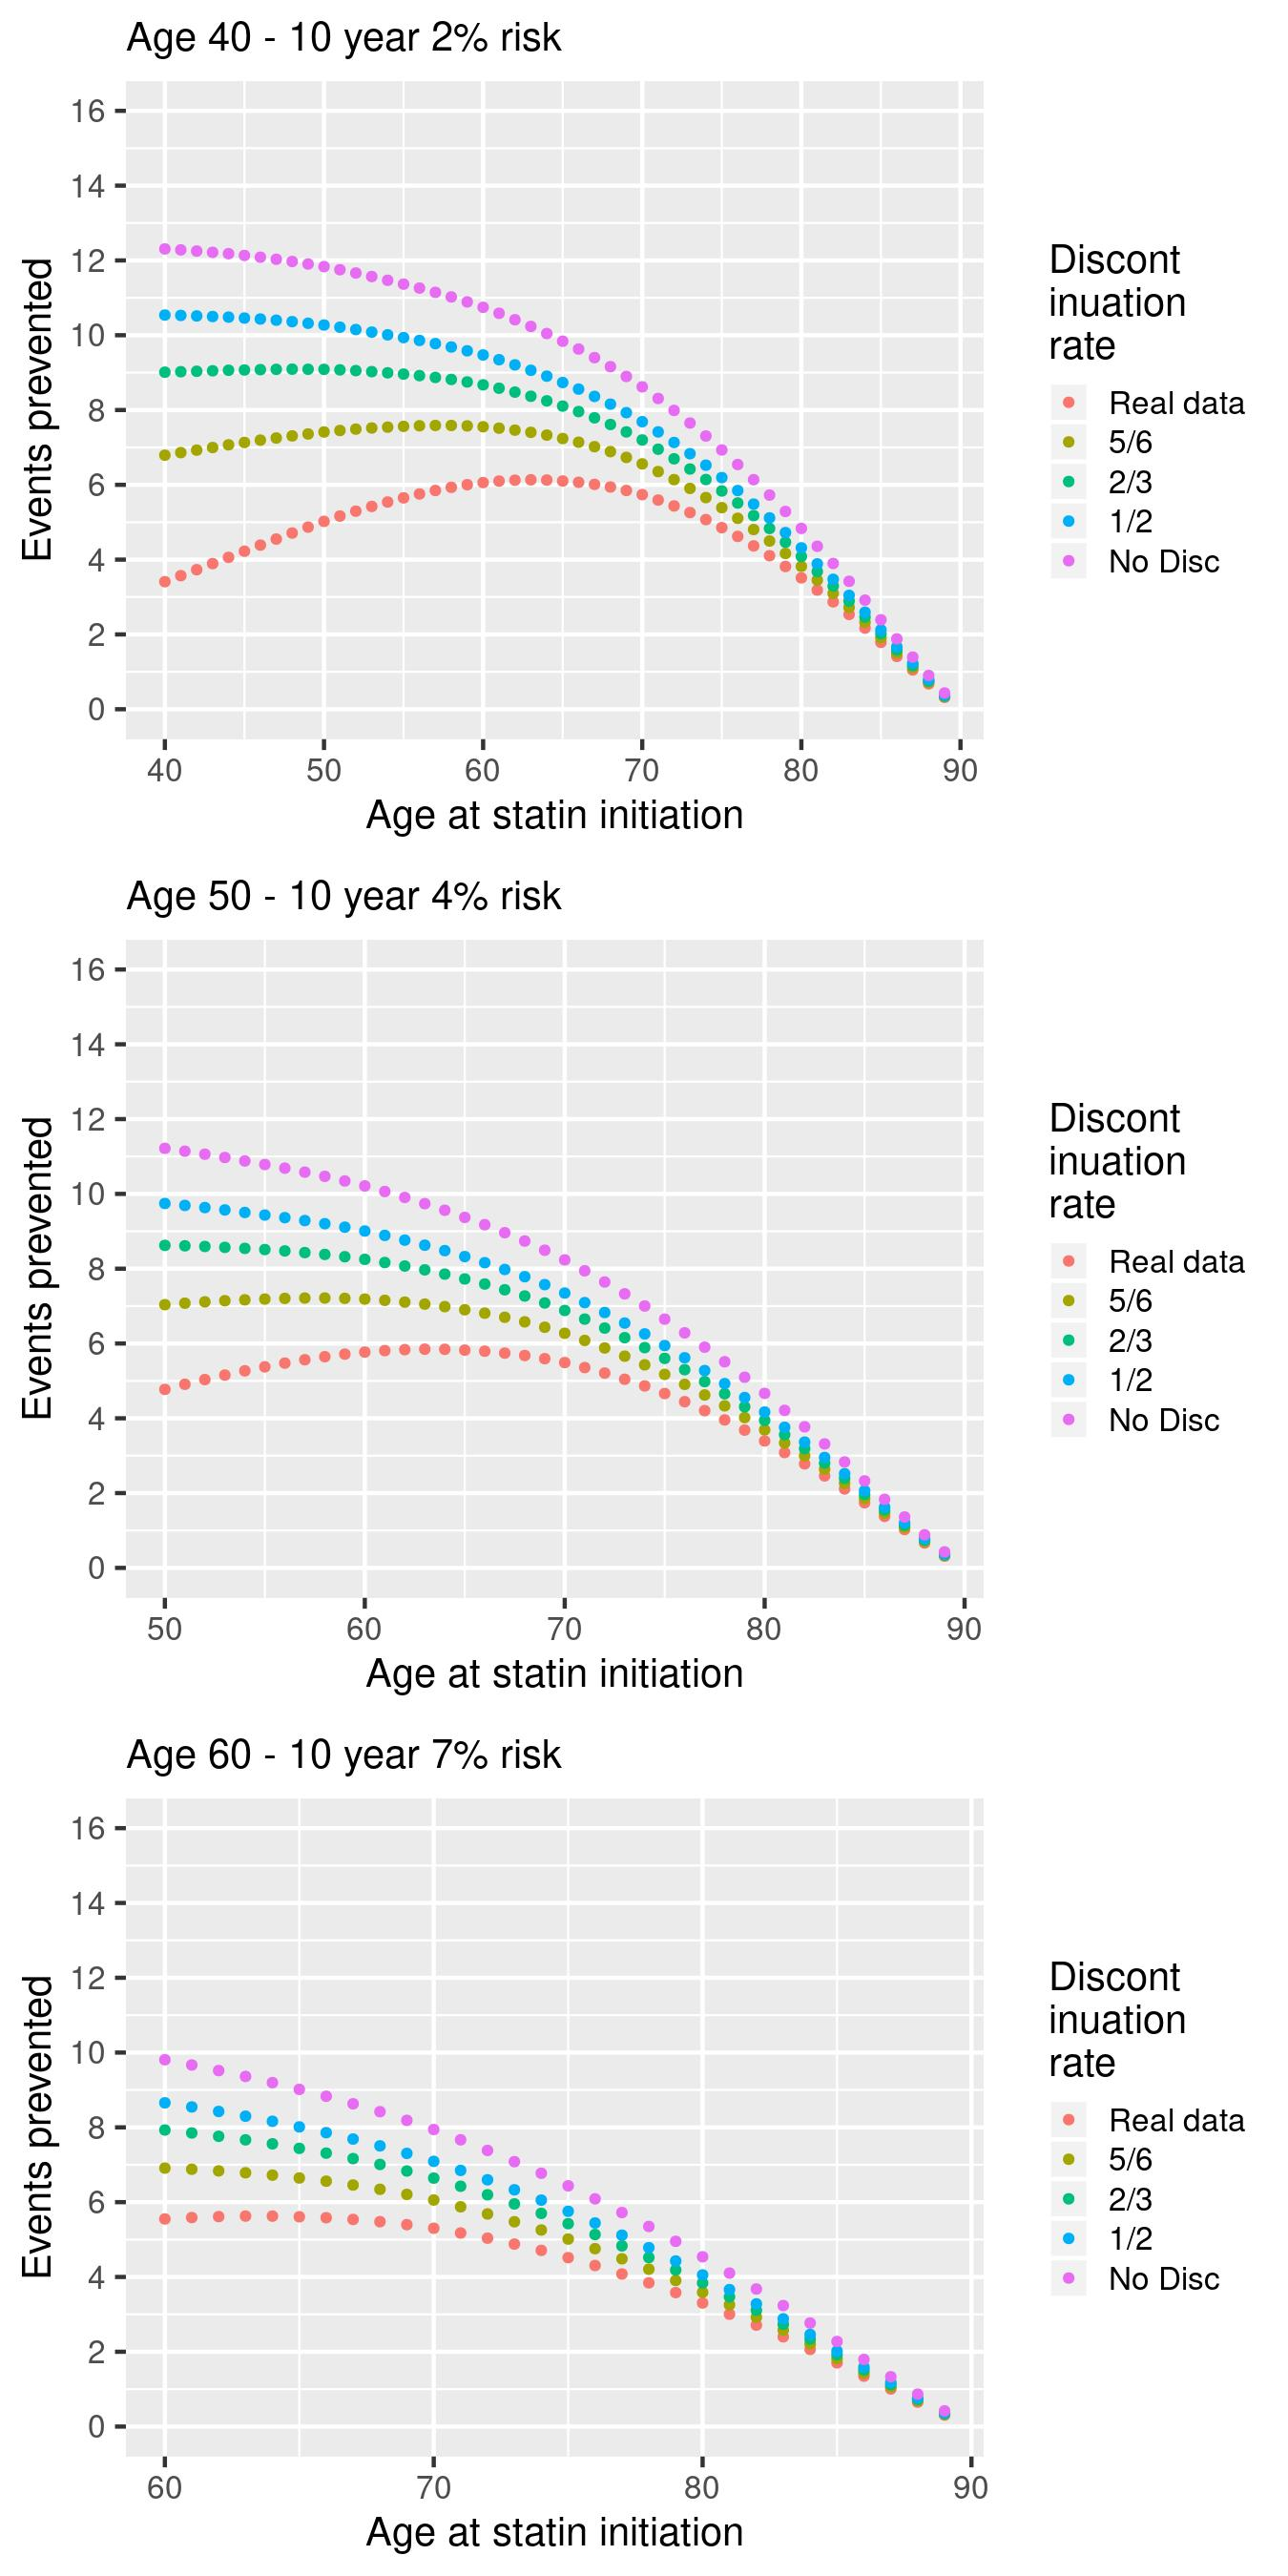 Age 40 - 10 year 2% risk
16
14
12
10
8
6
4
2
0
Events prevented
40 50 60 70 80 90
Age at statin initiation
Discont
inuation
rate
Real data
5/6
2/3
1/2
No Disc
Age 50 - 10 year 4% risk
16
14
12
10
8
6
4
2
0
Events prevented
50 60 70 80 90
Age at statin initiation
Discont
inuation
rate
Real data
5/6
2/3
1/2
No Disc
Age 60 - 10 year 7% risk
16
14
12
10
8
6
4
2
0
Events prevented
60 70 80 90
Age at statin initiation
Discont
inuation
rate
Real data
5/6
2/3
1/2
No Disc